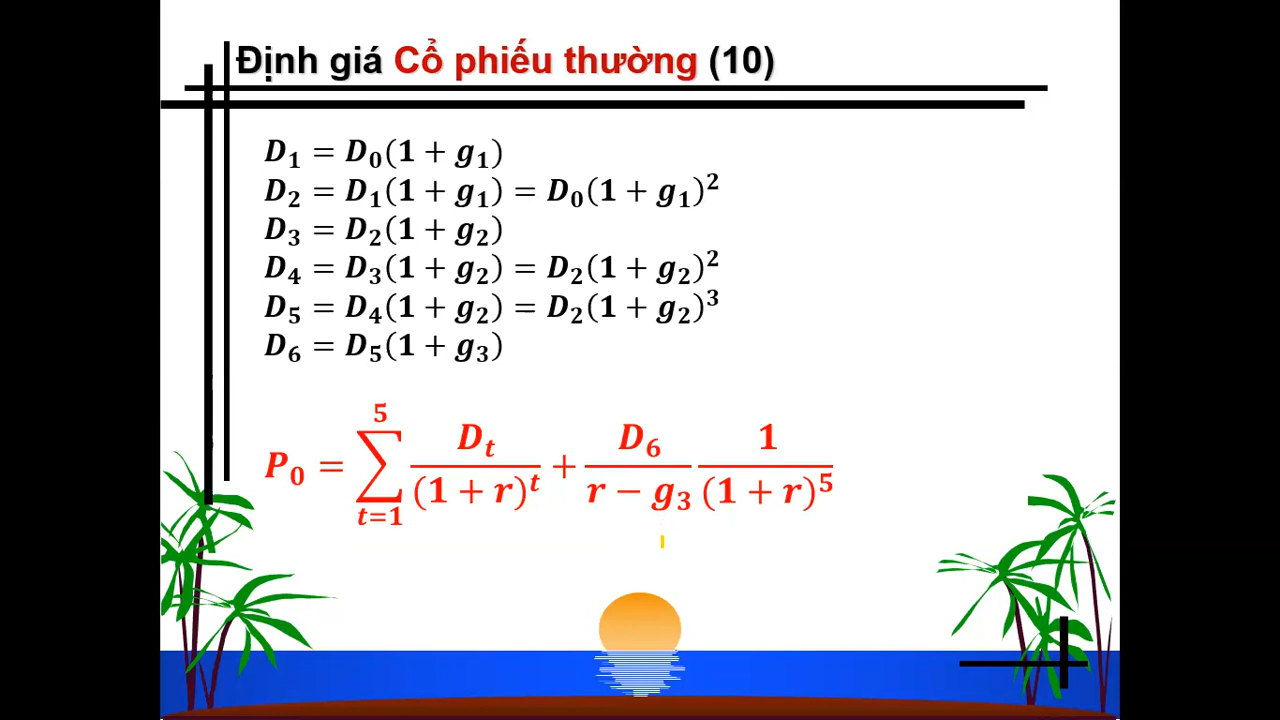 Định giá Cổ phiếu thường (10)
D₁ = D₀(1 + g₁)
D₂ = D₁(1 + g₁) = D₀(1 + g₁)²
D₃ = D₂(1 + g₂)
D₄ = D₃(1 + g₂) = D₂(1 + g₂)²
D₅ = D₄(1 + g₂) = D₂(1 + g₂)³
D₆ = D₅(1 + g₃)
P₀ = ∑_{t=1}^{5} D_t/(1 + r)^t + D₆/(r − g₃) 1/(1 + r)⁵